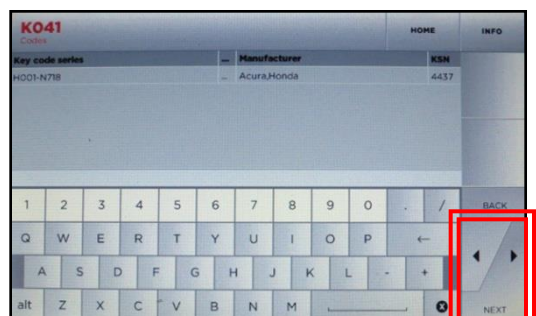 K041 HOME INFO
Codes
Key code series ... Manufacturer KSN
H001-N718 ... Acura,Honda 4437
1 2 3 4 5 6 7 8 9 0 . / BACK
Q W E R T Y U I O P ←
A S D F G H J K L - +
alt Z X C V B N M X NEXT